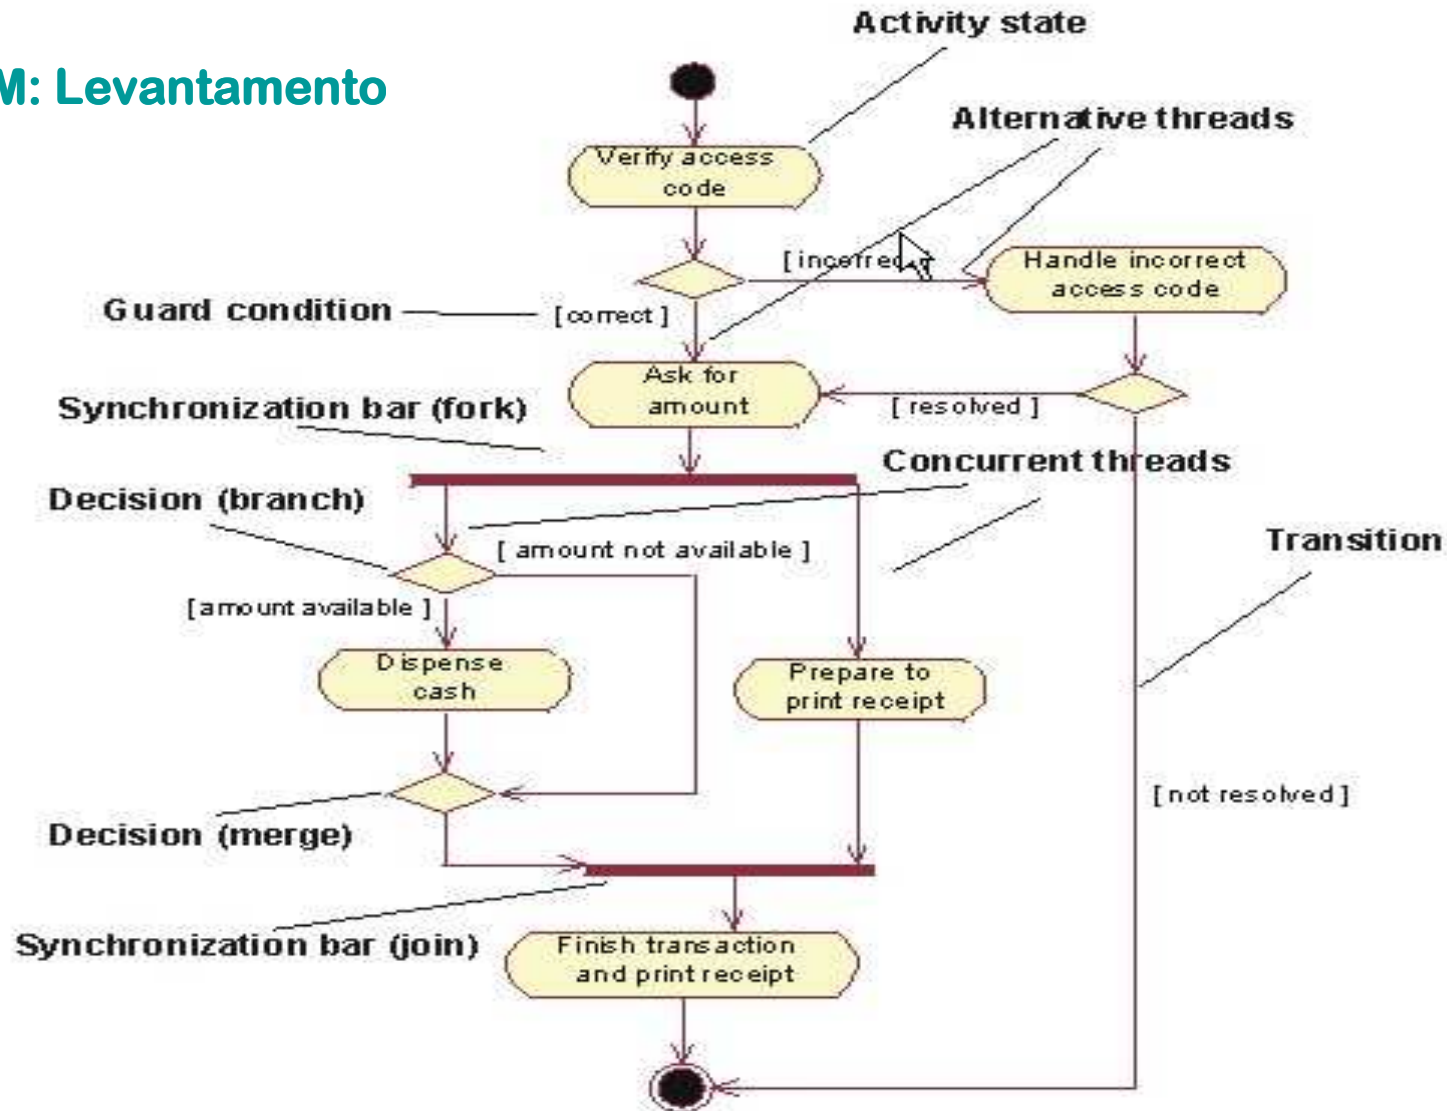 Activity state
M: Levantamento
Alternative threads
Verify access
code
[ incorrect ]
Handle incorrect
access code
Guard condition
[correct ]
Ask for
amount
[ resolved ]
Synchronization bar (fork)
Concurrent threads
Decision (branch)
[ amount not available ]
Transition
[amount available ]
Dispense
cash
Prepare to
print receipt
[not resolved ]
Decision (merge)
Synchronization bar (join)
Finish transaction
and print receipt